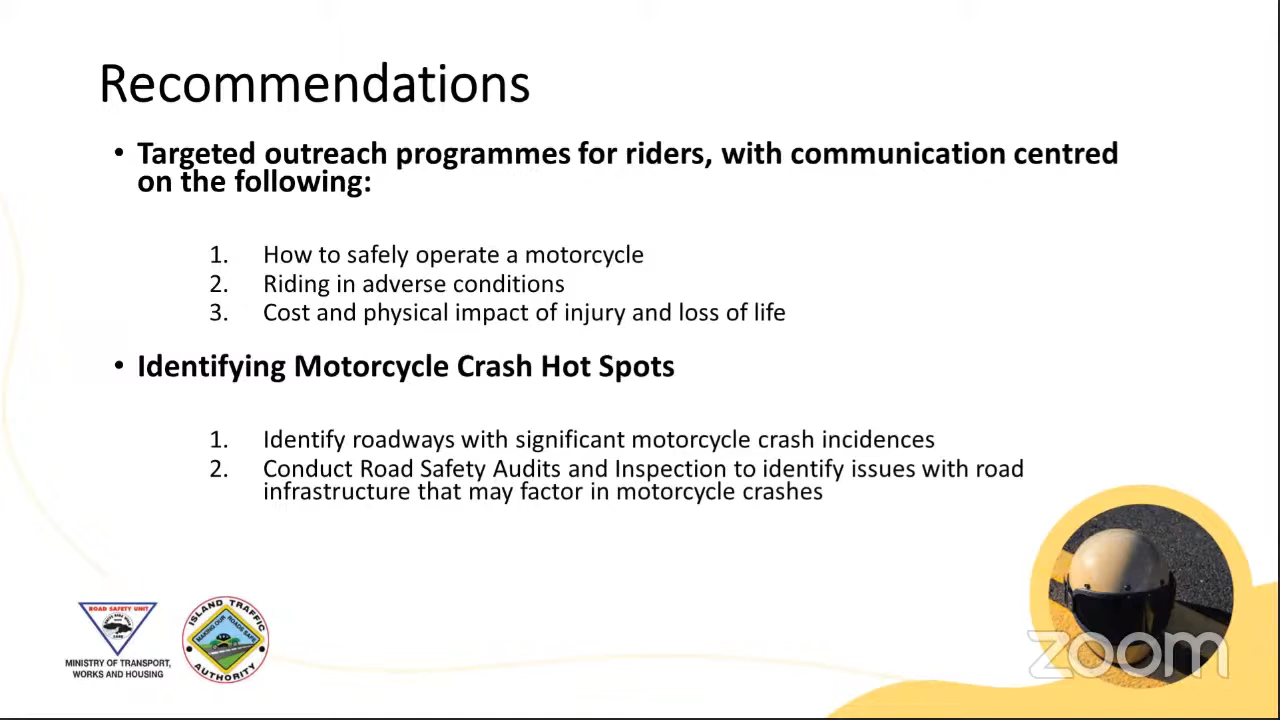 Recommendations
• Targeted outreach programmes for riders, with communication centred
on the following:
1. How to safely operate a motorcycle
2. Riding in adverse conditions
3. Cost and physical impact of injury and loss of life
• Identifying Motorcycle Crash Hot Spots
1. Identify roadways with significant motorcycle crash incidences
2. Conduct Road Safety Audits and Inspection to identify issues with road
infrastructure that may factor in motorcycle crashes
ROAD SAFETY UNIT
MINISTRY OF TRANSPORT,
WORKS AND HOUSING
ISLAND TRAFFIC
MAKING OUR ROADS SAFE
AUTHORITY
zoom